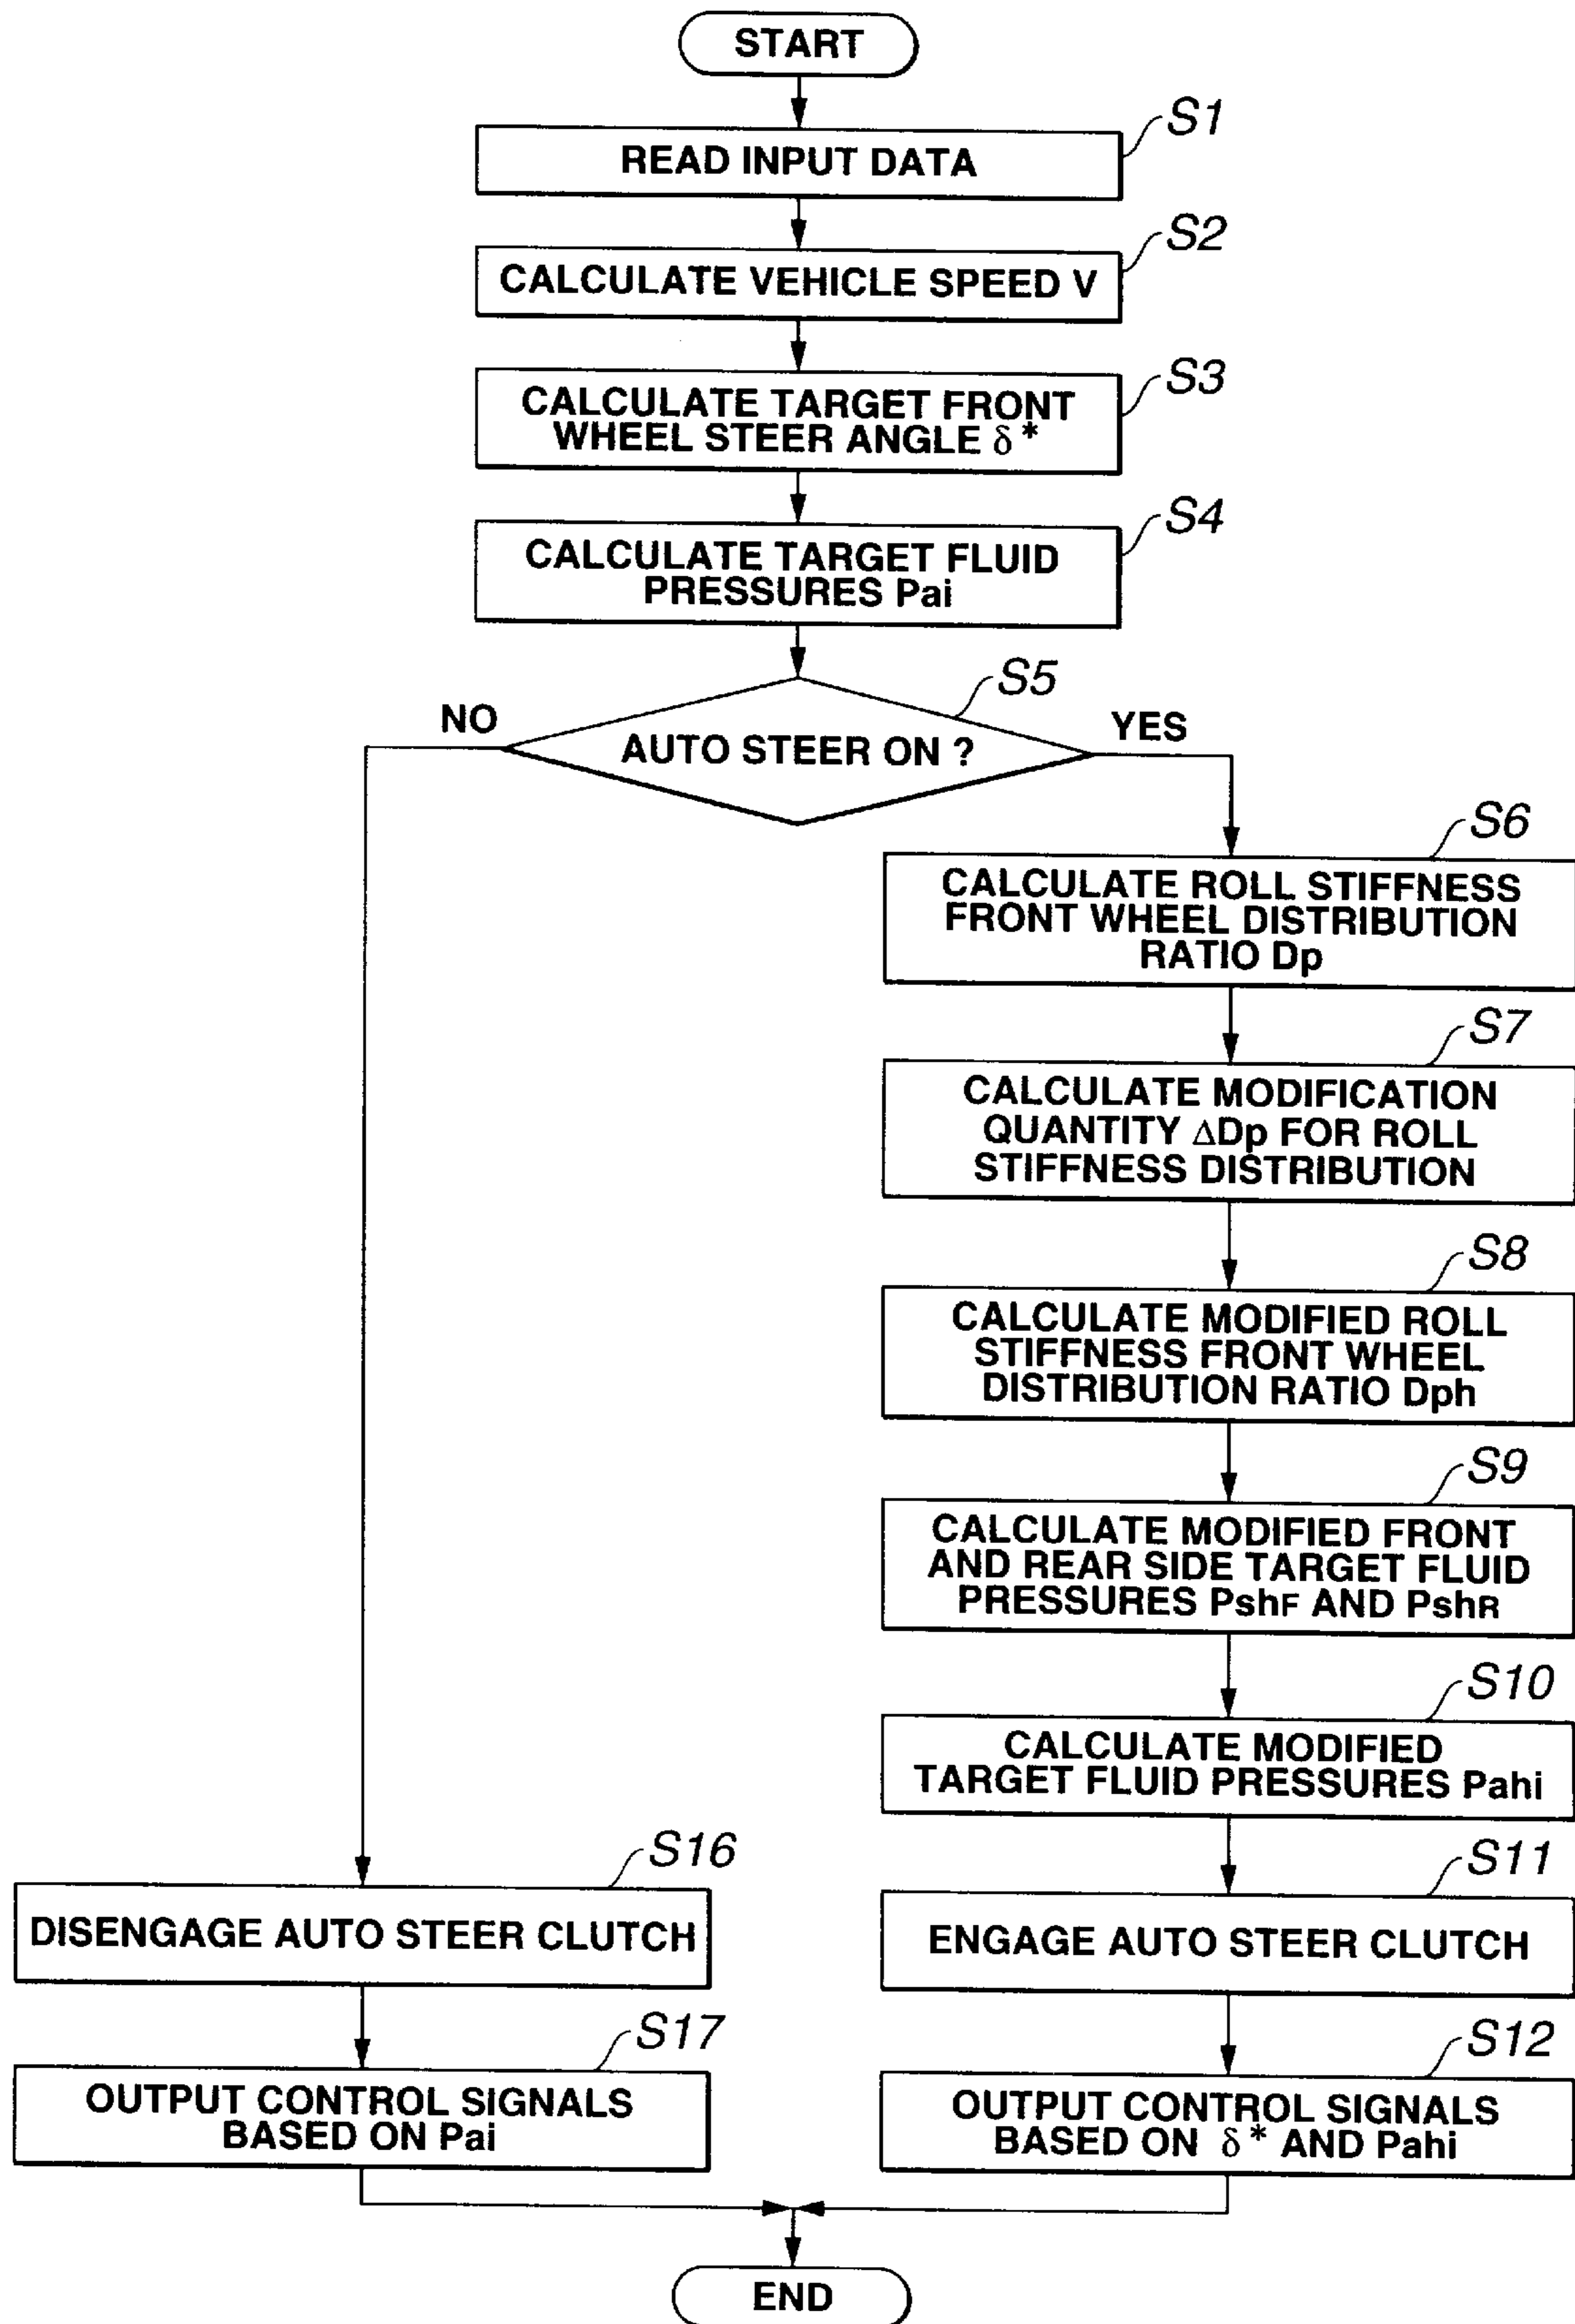 START
S1
READ INPUT DATA
S2
CALCULATE VEHICLE SPEED V
S3
CALCULATE TARGET FRONT
WHEEL STEER ANGLE δ*
S4
CALCULATE TARGET FLUID
PRESSURES Pai
S5
NO
AUTO STEER ON ?
YES
S6
CALCULATE ROLL STIFFNESS
FRONT WHEEL DISTRIBUTION
RATIO Dp
S7
CALCULATE MODIFICATION
QUANTITY ΔDp FOR ROLL
STIFFNESS DISTRIBUTION
S8
CALCULATE MODIFIED ROLL
STIFFNESS FRONT WHEEL
DISTRIBUTION RATIO Dph
S9
CALCULATE MODIFIED FRONT
AND REAR SIDE TARGET FLUID
PRESSURES PshF AND PshR
S10
CALCULATE MODIFIED
TARGET FLUID PRESSURES Pahi
S16
DISENGAGE AUTO STEER CLUTCH
S11
ENGAGE AUTO STEER CLUTCH
S17
OUTPUT CONTROL SIGNALS
BASED ON Pai
S12
OUTPUT CONTROL SIGNALS
BASED ON δ* AND Pahi
END